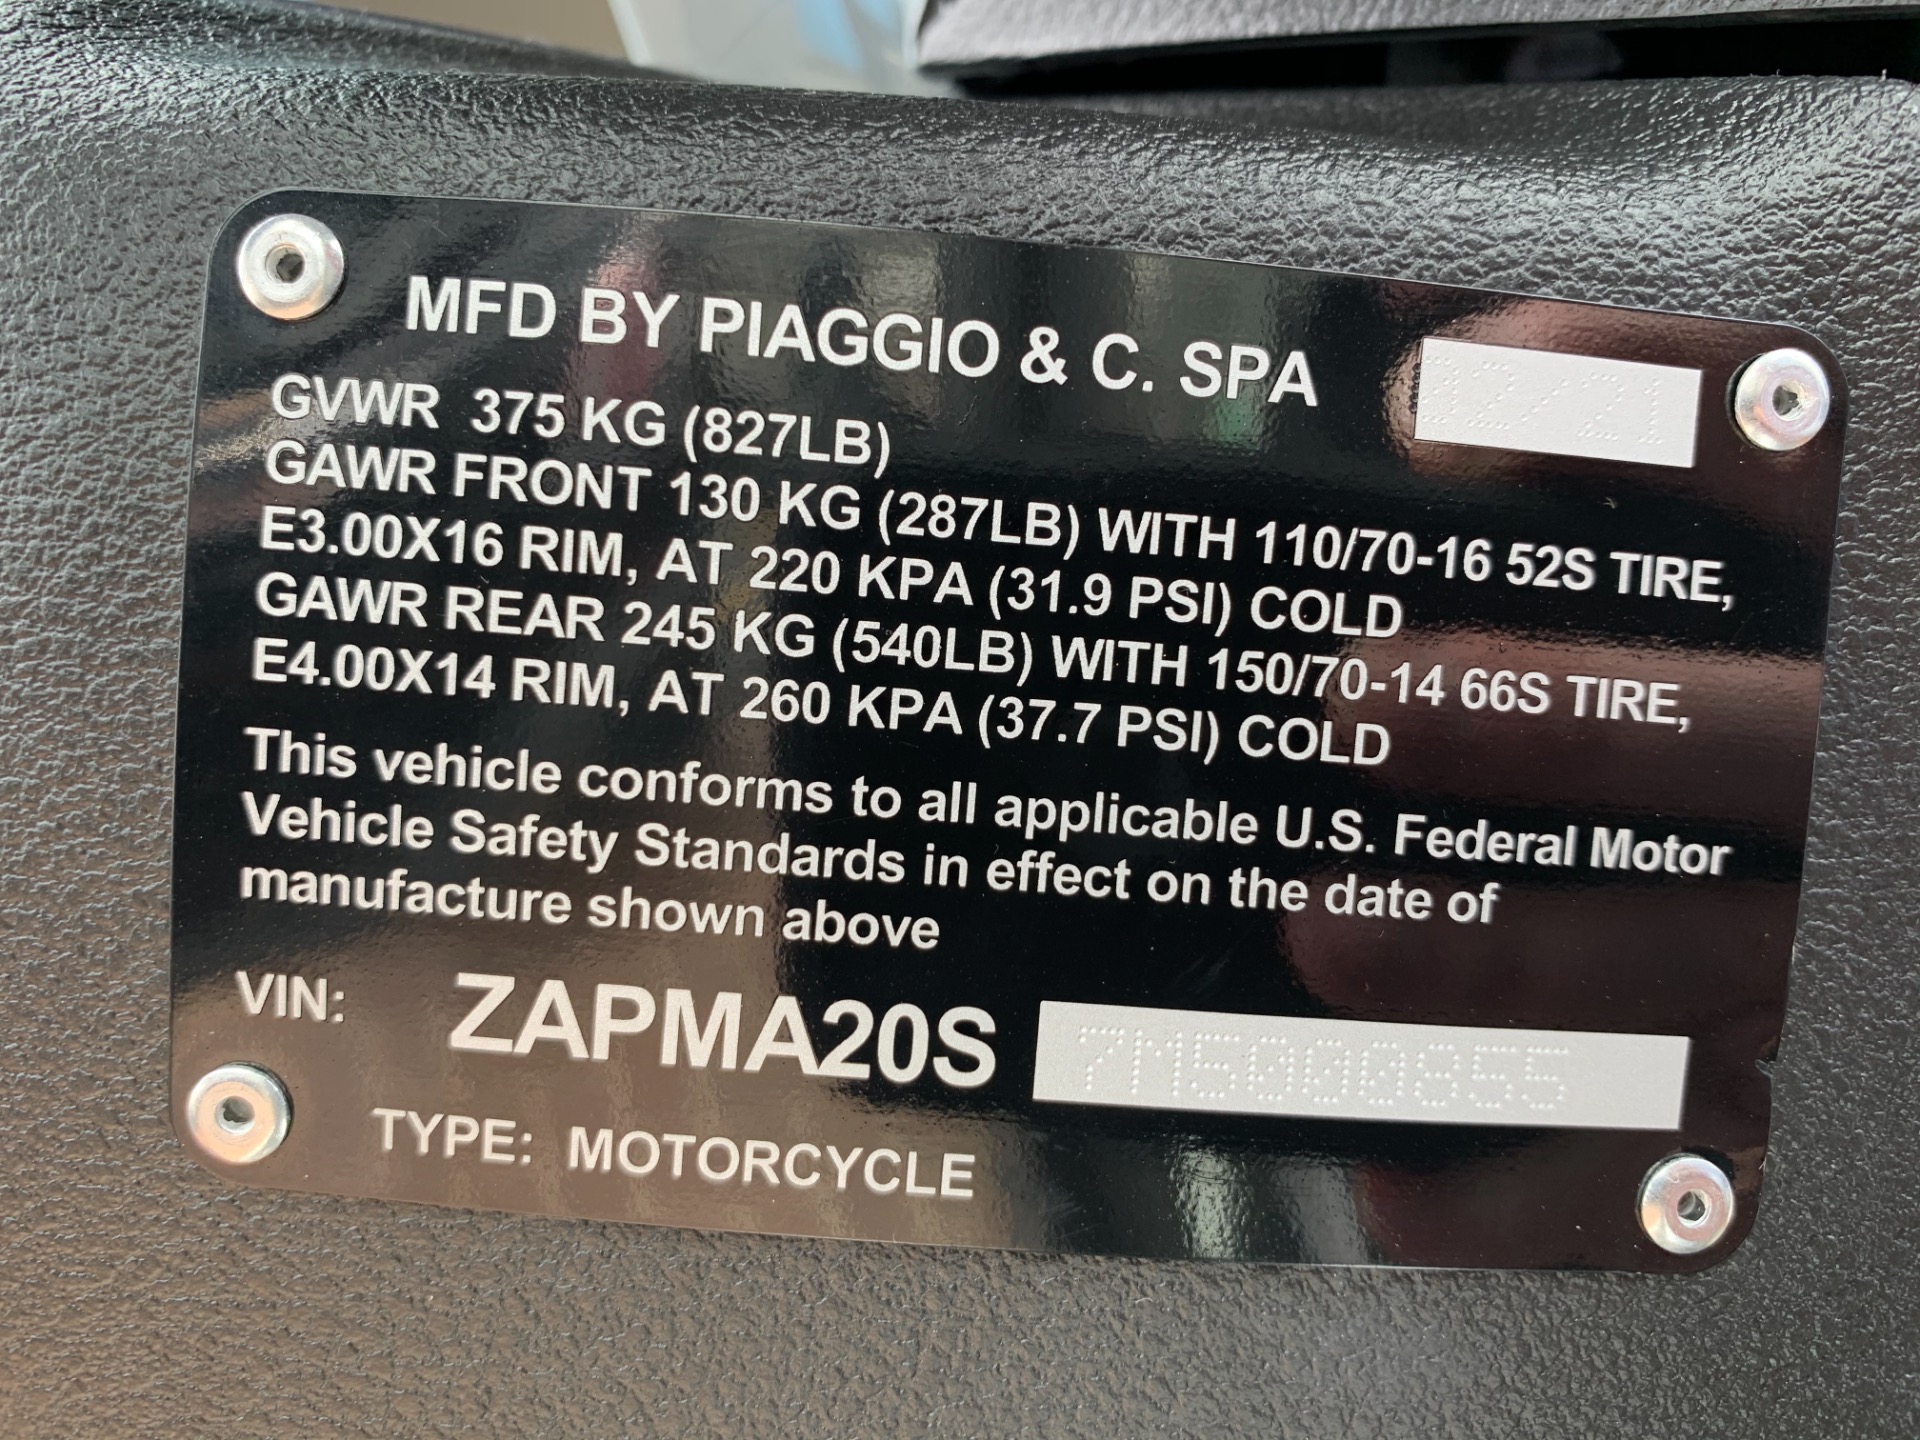 MFD BY PIAGGIO & C. SPA
GVWR 375 KG (827LB)
GAWR FRONT 130 KG (287LB) WITH 110/70-16 52S TIRE,
E3.00X16 RIM, AT 220 KPA (31.9 PSI) COLD
GAWR REAR 245 KG (540LB) WITH 150/70-14 66S TIRE,
E4.00X14 RIM, AT 260 KPA (37.7 PSI) COLD
This vehicle conforms to all applicable U.S. Federal Motor
Vehicle Safety Standards in effect on the date of
manufacture shown above
VIN: ZAPMA20S 7M5000855
TYPE: MOTORCYCLE